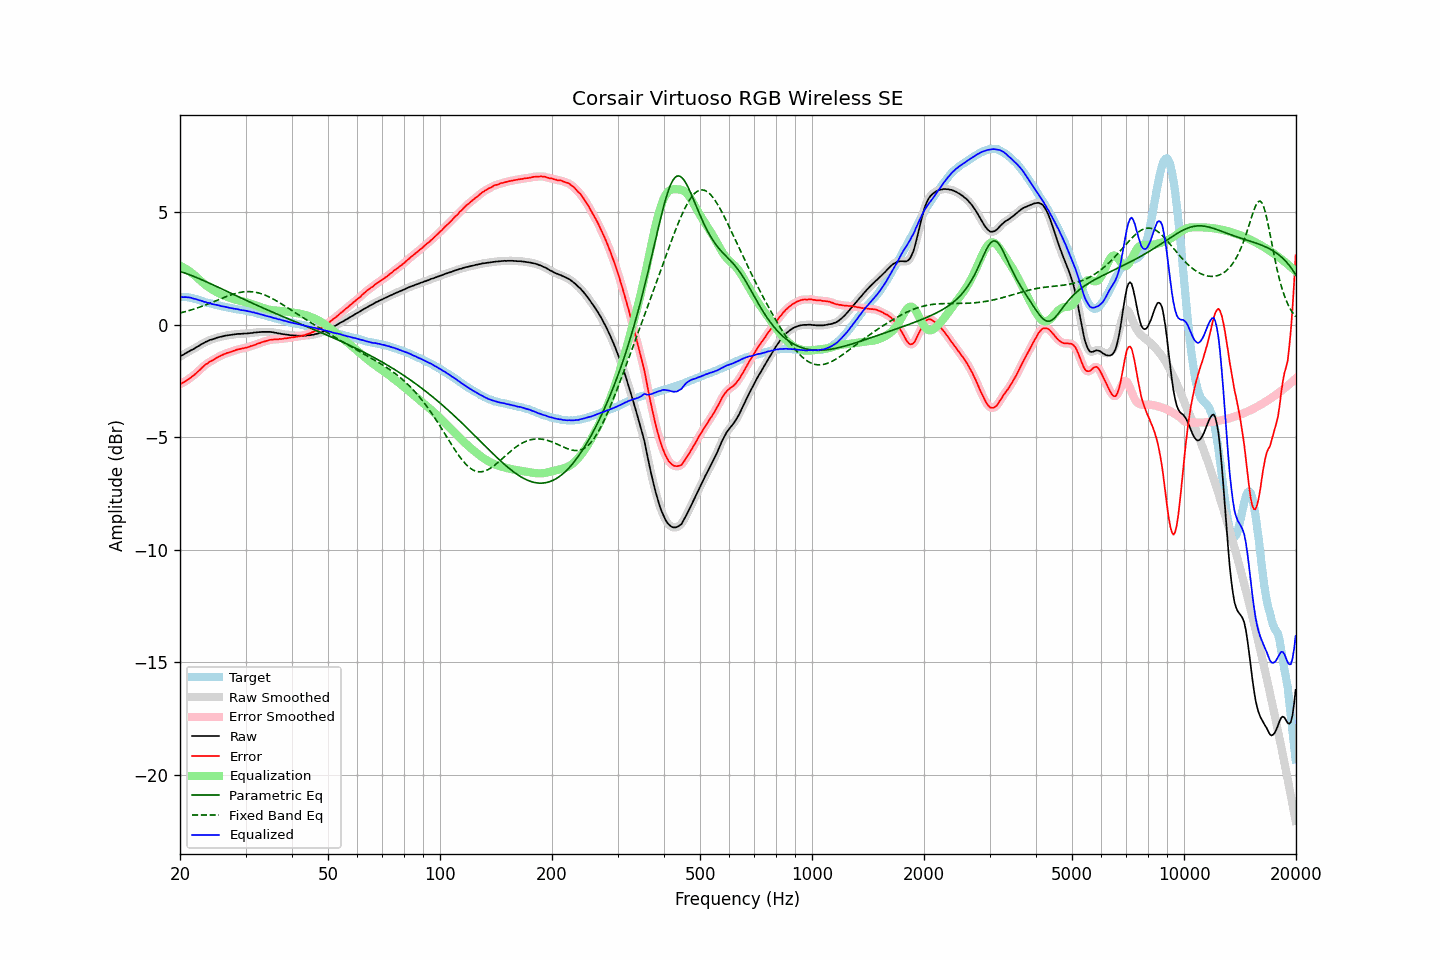 Corsair Virtuoso RGB Wireless SE
Amplitude (dBr)
5
0
−5
−10
−15
−20
Target
Raw Smoothed
Error Smoothed
Raw
Error
Equalization
Parametric Eq
Fixed Band Eq
Equalized
20 50 100 200 500 1000 2000 5000 10000 20000
Frequency (Hz)